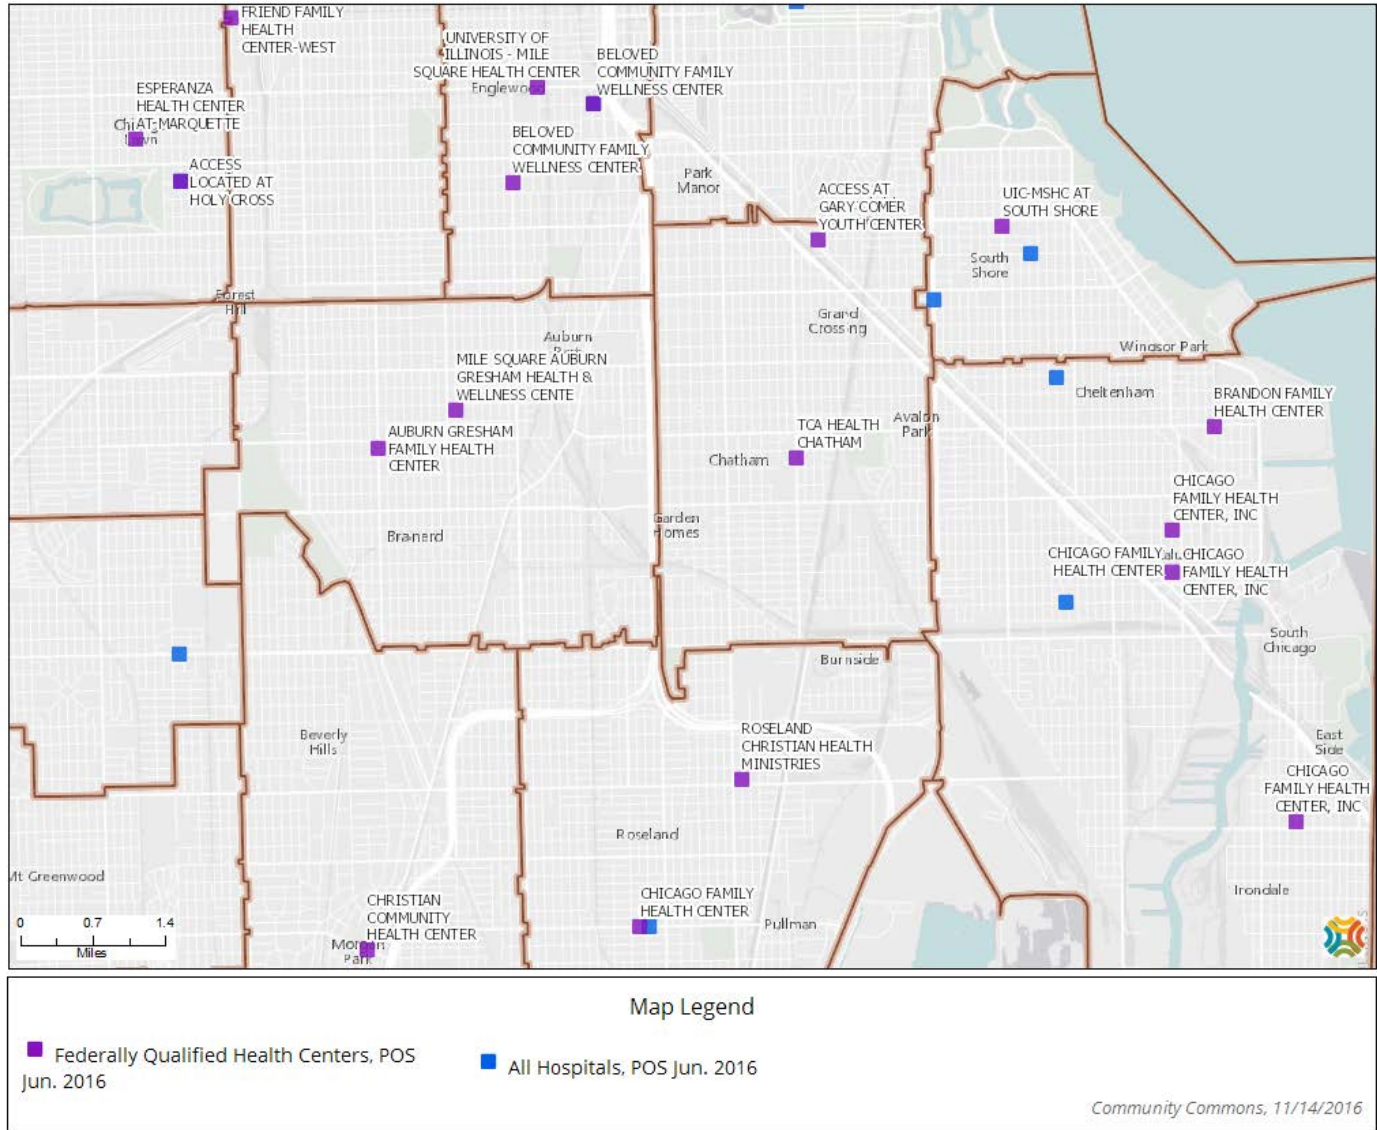 FRIEND FAMILY
HEALTH
CENTER-WEST
UNIVERSITY OF
ILLINOIS - MILE
SQUARE HEALTH CENTER
Englewood
BELOVED
COMMUNITY FAMILY
WELLNESS CENTER
ESPERANZA
HEALTH CENTER
AT MARQUETTE
ACCESS
LOCATED AT
HOLY CROSS
BELOVED
COMMUNITY FAMILY
WELLNESS CENTER
Park
Manor
ACCESS AT
GARY COMER
YOUTH CENTER
UIC-MSHC AT
SOUTH SHORE
South
Shore
Forest
Hill
Grand
Crossing
Auburn
Windsor Park
MILE SQUARE AUBURN
GRESHAM HEALTH &
WELLNESS CENTE
Cheltenham
BRANDON FAMILY
HEALTH CENTER
AUBURN GRESHAM
FAMILY HEALTH
CENTER
TCA HEALTH
CHATHAM
Avalon
Park
Chatham
CHICAGO
FAMILY HEALTH
CENTER, INC
Garden
Homes
Brainerd
CHICAGO FAMILY
HEALTH CENTER
CHICAGO
FAMILY HEALTH
CENTER, INC
South
Chicago
Burnside
Beverly
Hills
ROSELAND
CHRISTIAN HEALTH
MINISTRIES
East
Side
CHICAGO
FAMILY HEALTH
CENTER, INC
Roseland
Mt Greenwood
Irondale
CHRISTIAN
COMMUNITY
HEALTH CENTER
Morgan
Park
CHICAGO FAMILY
HEALTH CENTER
Pullman
0 0.7 1.4
Miles
Map Legend
Federally Qualified Health Centers, POS
Jun. 2016
All Hospitals, POS Jun. 2016
Community Commons, 11/14/2016